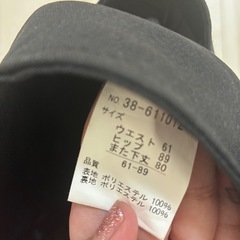 NO. 38-611012
サイズ
ウエスト 61
ヒップ 89
また下丈 80
61-89
品質
表地 ポリエステル 100%
裏地 ポリエステル 100%